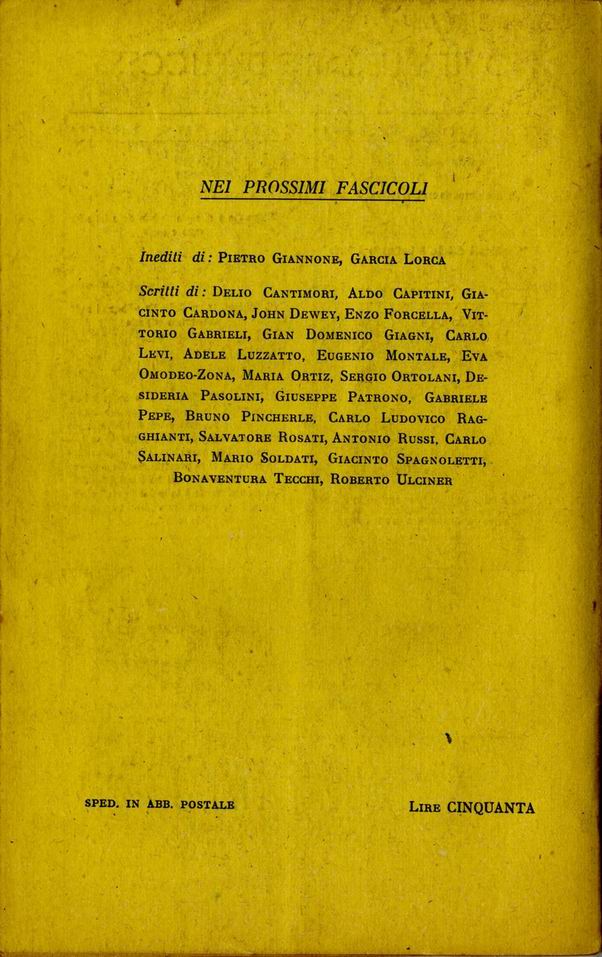 NEI PROSSIMI FASCICOLI
Inediti di: PIETRO GIANNONE, GARCIA LORCA
Scritti di: DELIO CANTIMORI, ALDO CAPITINI, GIA-
CINTO CARDONA, JOHN DEWEY, ENZO FORCELLA, VIT-
TORIO GABRIELI, GIAN DOMENICO GIAGNI, CARLO
LEVI, ADELE LUZZATTO, EUGENIO MONTALE, EVA
OMODEO-ZONA, MARIA ORTIZ, SERGIO ORTOLANI, DE-
SIDERIA PASOLINI, GIUSEPPE PATRONO, GABRIELE
PEPE, BRUNO PINCHERLE, CARLO LUDOVICO RAG-
GHIANTI, SALVATORE ROSATI, ANTONIO RUSSI, CARLO
SALINARI, MARIO SOLDATI, GIACINTO SPAGNOLETTI,
BONAVENTURA TECCHI, ROBERTO ULCINER
SPED. IN ABB. POSTALE
LIRE CINQUANTA